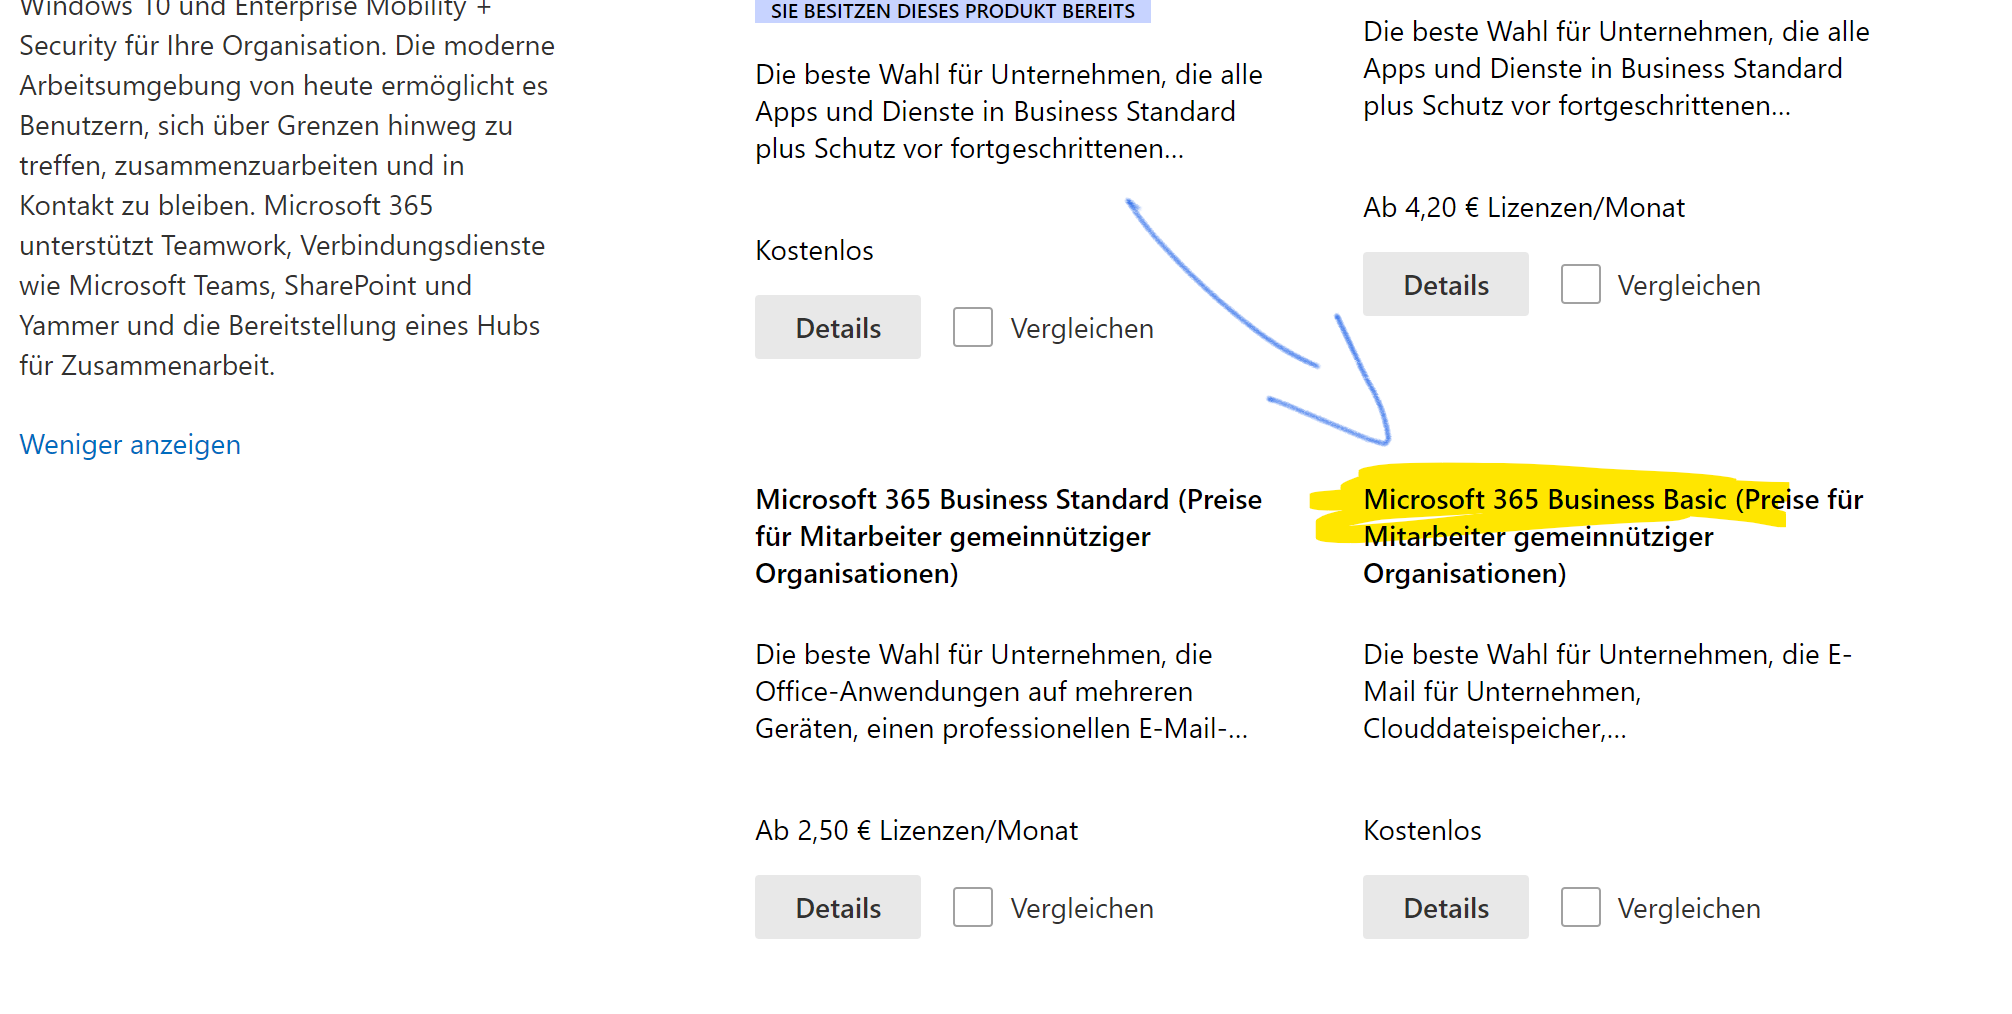 Windows 10 und Enterprise Mobility +
Security für Ihre Organisation. Die moderne
Arbeitsumgebung von heute ermöglicht es
Benutzern, sich über Grenzen hinweg zu
treffen, zusammenzuarbeiten und in
Kontakt zu bleiben. Microsoft 365
unterstützt Teamwork, Verbindungsdienste
wie Microsoft Teams, SharePoint und
Yammer und die Bereitstellung eines Hubs
für Zusammenarbeit.
Weniger anzeigen
SIE BESITZEN DIESES PRODUKT BEREITS
Die beste Wahl für Unternehmen, die alle
Apps und Dienste in Business Standard
plus Schutz vor fortgeschrittenen...
Kostenlos
Details
Vergleichen
Die beste Wahl für Unternehmen, die alle
Apps und Dienste in Business Standard
plus Schutz vor fortgeschrittenen...
Ab 4,20 € Lizenzen/Monat
Details
Vergleichen
Microsoft 365 Business Standard (Preise
für Mitarbeiter gemeinnütziger
Organisationen)
Die beste Wahl für Unternehmen, die
Office-Anwendungen auf mehreren
Geräten, einen professionellen E-Mail-...
Ab 2,50 € Lizenzen/Monat
Details
Vergleichen
Microsoft 365 Business Basic (Preise für
Mitarbeiter gemeinnütziger
Organisationen)
Die beste Wahl für Unternehmen, die E-
Mail für Unternehmen,
Clouddateispeicher,...
Kostenlos
Details
Vergleichen